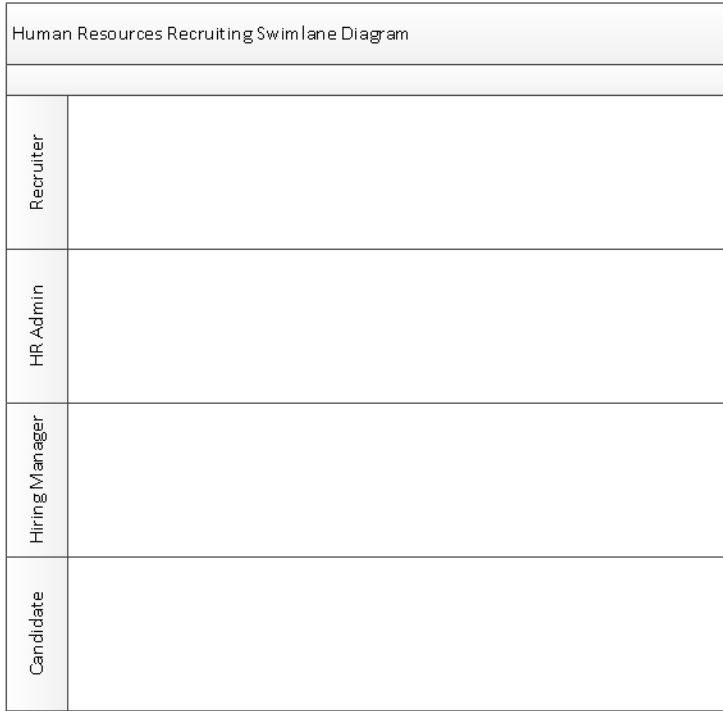 Human Resources Recruiting Swimlane Diagram
Recruiter
HR Admin
Hiring Manager
Candidate